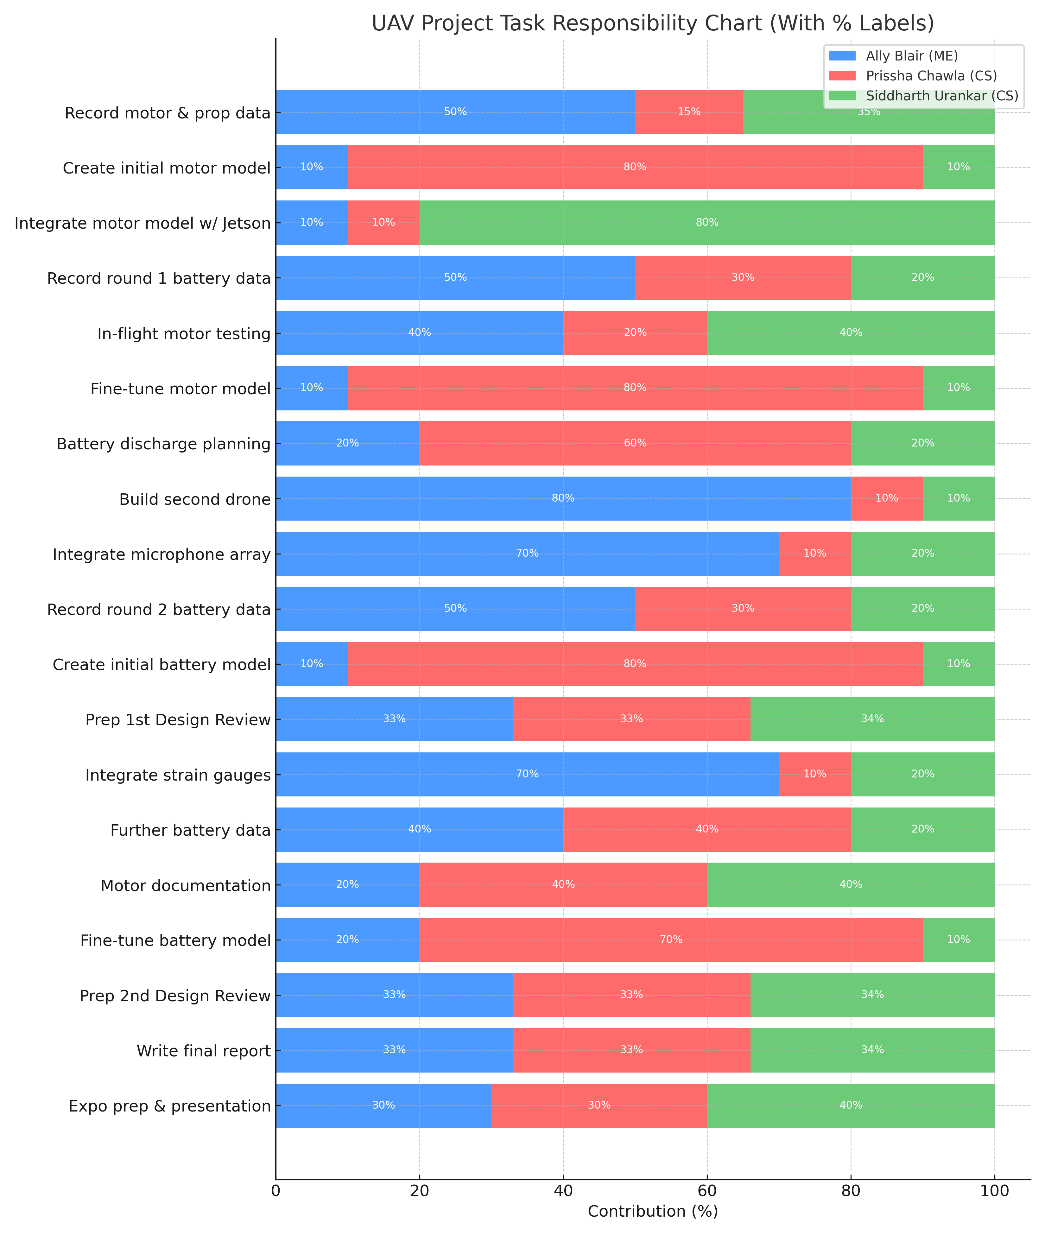 UAV Project Task Responsibility Chart (With % Labels)
Ally Blair (ME)
Prissha Chawla (CS)
Siddharth Urankar (CS)
Record motor & prop data 50% 15% 35%
Create initial motor model 10% 80% 10%
Integrate motor model w/ Jetson 10% 10% 80%
Record round 1 battery data 50% 30% 20%
In-flight motor testing 40% 20% 40%
Fine-tune motor model 10% 80% 10%
Battery discharge planning 20% 60% 20%
Build second drone 80% 10% 10%
Integrate microphone array 70% 10% 20%
Record round 2 battery data 50% 30% 20%
Create initial battery model 10% 80% 10%
Prep 1st Design Review 33% 33% 34%
Integrate strain gauges 70% 10% 20%
Further battery data 40% 40% 20%
Motor documentation 20% 40% 40%
Fine-tune battery model 20% 70% 10%
Prep 2nd Design Review 33% 33% 34%
Write final report 33% 33% 34%
Expo prep & presentation 30% 30% 40%
0 20 40 60 80 100
Contribution (%)